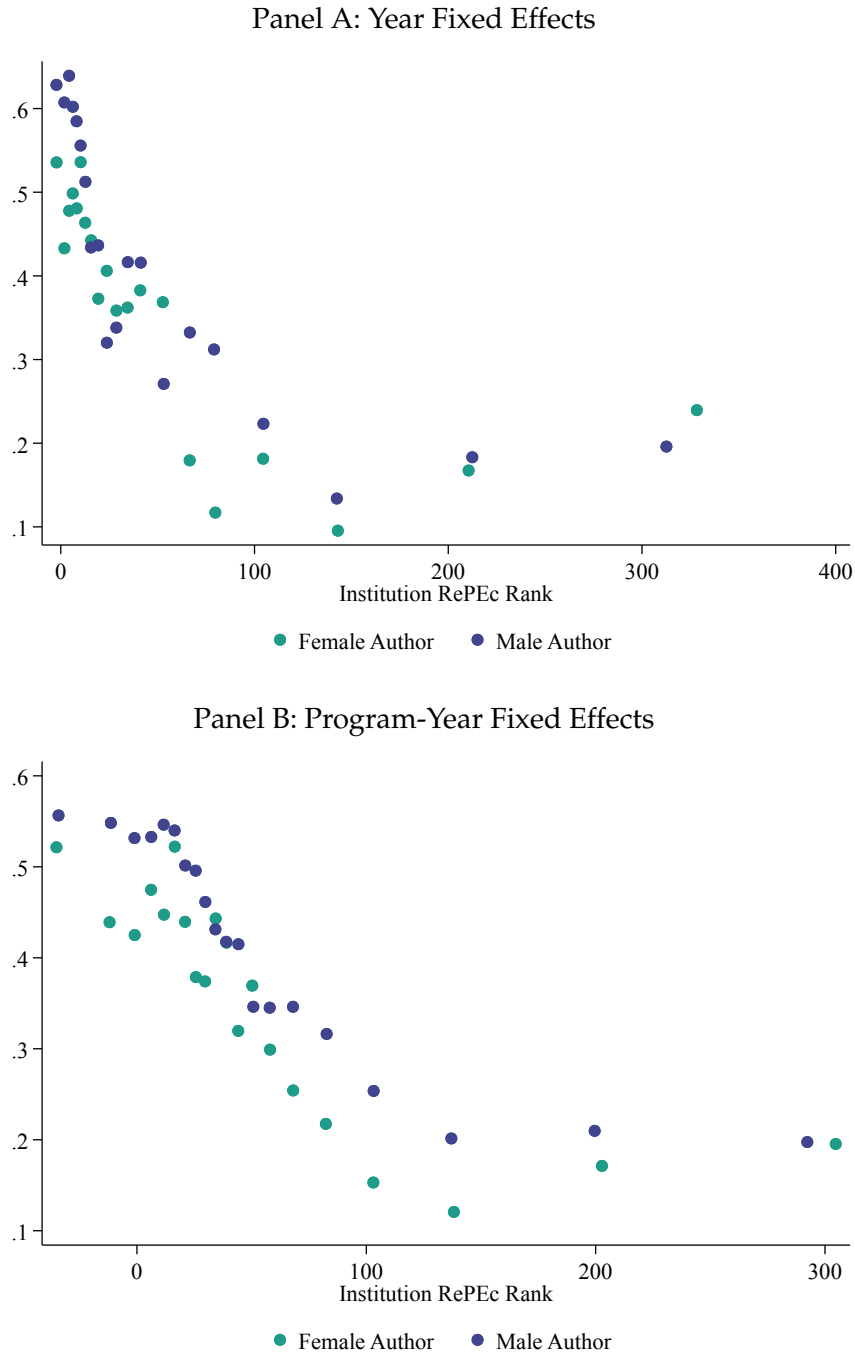 Panel A: Year Fixed Effects
.6
.5
.4
.3
.2
.1
0 100 200 300 400
Institution RePEc Rank
Female Author Male Author
Panel B: Program-Year Fixed Effects
.6
.5
.4
.3
.2
.1
0 100 200 300
Institution RePEc Rank
Female Author Male Author